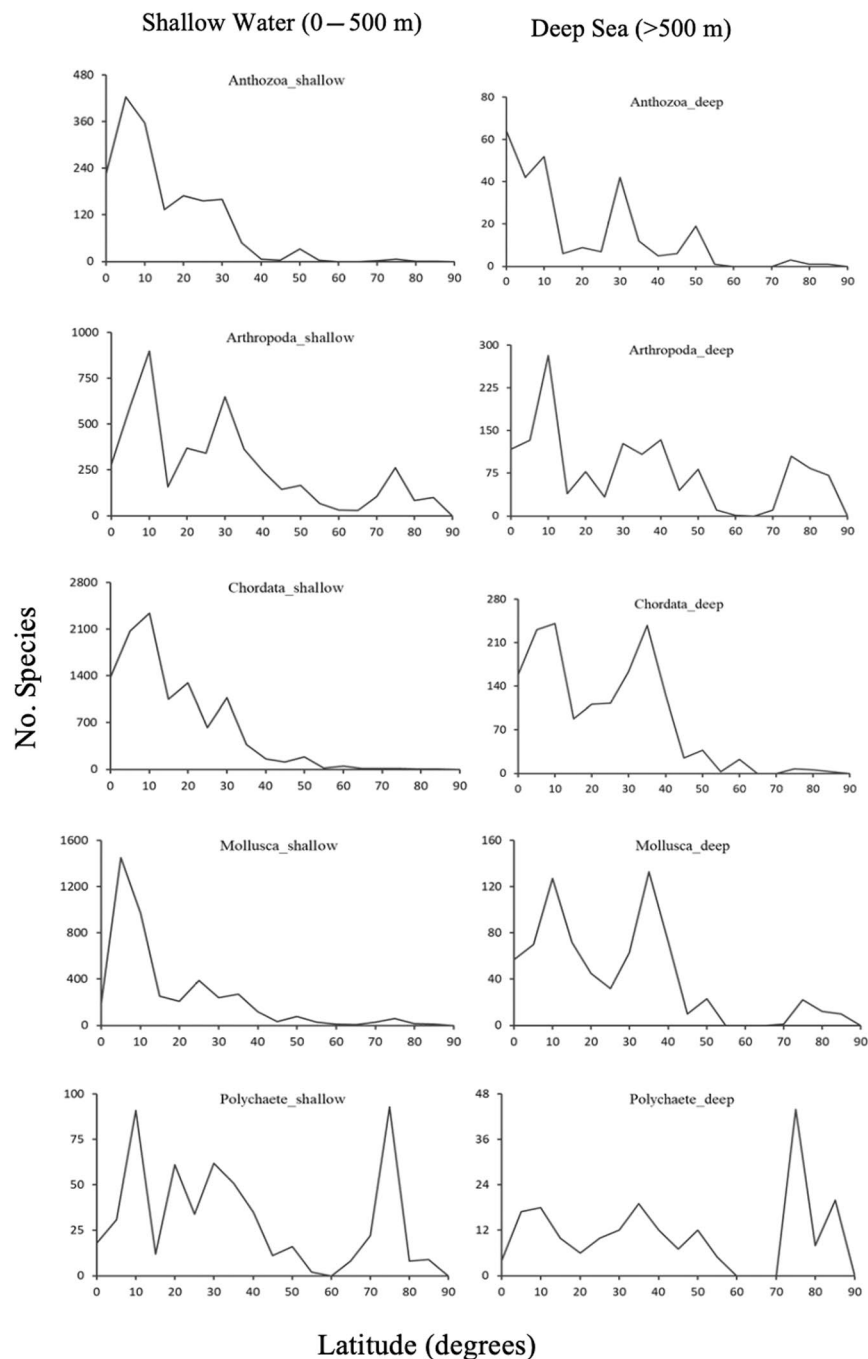 Shallow Water (0—500 m) Deep Sea (>500 m)
Anthozoa_shallow
480
360
240
120
0
0 10 20 30 40 50 60 70 80 90
Anthozoa_deep
80
60
40
20
0
0 10 20 30 40 50 60 70 80 90
Arthropoda_shallow
1000
750
500
250
0
0 10 20 30 40 50 60 70 80 90
Arthropoda_deep
300
225
150
75
0
0 10 20 30 40 50 60 70 80 90
No. Species
Chordata_shallow
2800
2100
1400
700
0
0 10 20 30 40 50 60 70 80 90
Chordata_deep
280
210
140
70
0
0 10 20 30 40 50 60 70 80 90
Mollusca_shallow
1600
1200
800
400
0
0 10 20 30 40 50 60 70 80 90
Mollusca_deep
160
120
80
40
0
0 10 20 30 40 50 60 70 80 90
Polychaete_shallow
100
75
50
25
0
0 10 20 30 40 50 60 70 80 90
Polychaete_deep
48
36
24
12
0
0 10 20 30 40 50 60 70 80 90
Latitude (degrees)